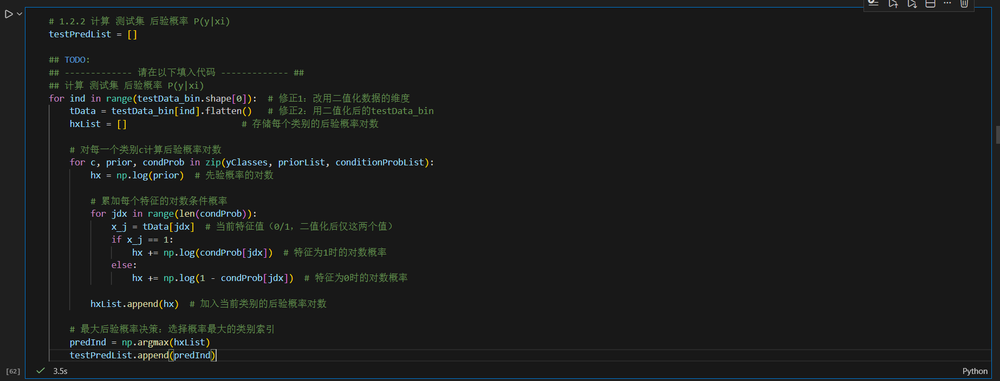 # 1.2.2 计算 测试集 后验概率 P(y|xi)
testPredList = []
## TODO:
## ------------- 请在以下填入代码 ------------- ##
## 计算 测试集 后验概率 P(y|xi)
for ind in range(testData_bin.shape[0]):  # 修正1: 改用二值化数据的维度
    tData = testData_bin[ind].flatten()   # 修正2: 用二值化后的testData_bin
    hxList = []                      # 存储每个类别的后验概率对数
    # 对每一个类别c计算后验概率对数
    for c, prior, condProb in zip(yClasses, priorList, conditionProbList):
        hx = np.log(prior)  # 先验概率的对数
        # 累加每个特征的对数条件概率
        for jdx in range(len(condProb)):
            x_j = tData[jdx]  # 当前特征值（0/1, 二值化后仅这两个值）
            if x_j == 1:
                hx += np.log(condProb[jdx])  # 特征为1时的对数概率
            else:
                hx += np.log(1 - condProb[jdx])  # 特征为0时的对数概率
        hxList.append(hx)  # 加入当前类别的后验概率对数
    # 最大后验概率决策: 选择概率最大的类别索引
    predInd = np.argmax(hxList)
    testPredList.append(predInd)
[62] 3.5s Python